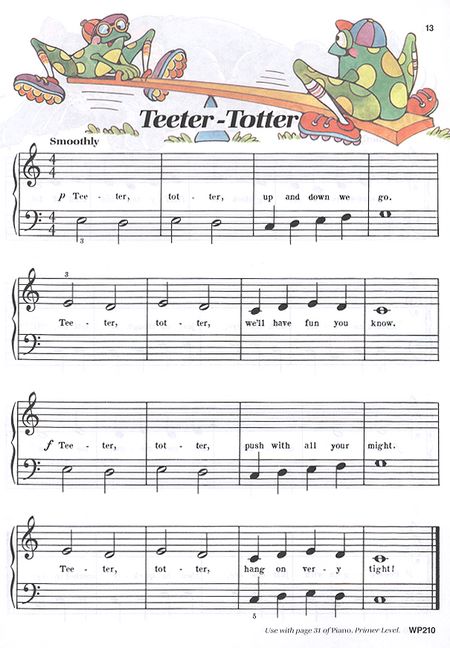 13
Teeter-Totter
Smoothly
4 4
p Tee - ter, tot - ter, up and down we go.
4 4
3
3
Tee - ter, tot - ter, we'll have fun you know.
f Tee - ter, tot - ter, push with all your might.
Tee - ter, tot - ter, hang on ver - y tight!
5
Use with page 31 of Piano, Primer Level. WP210